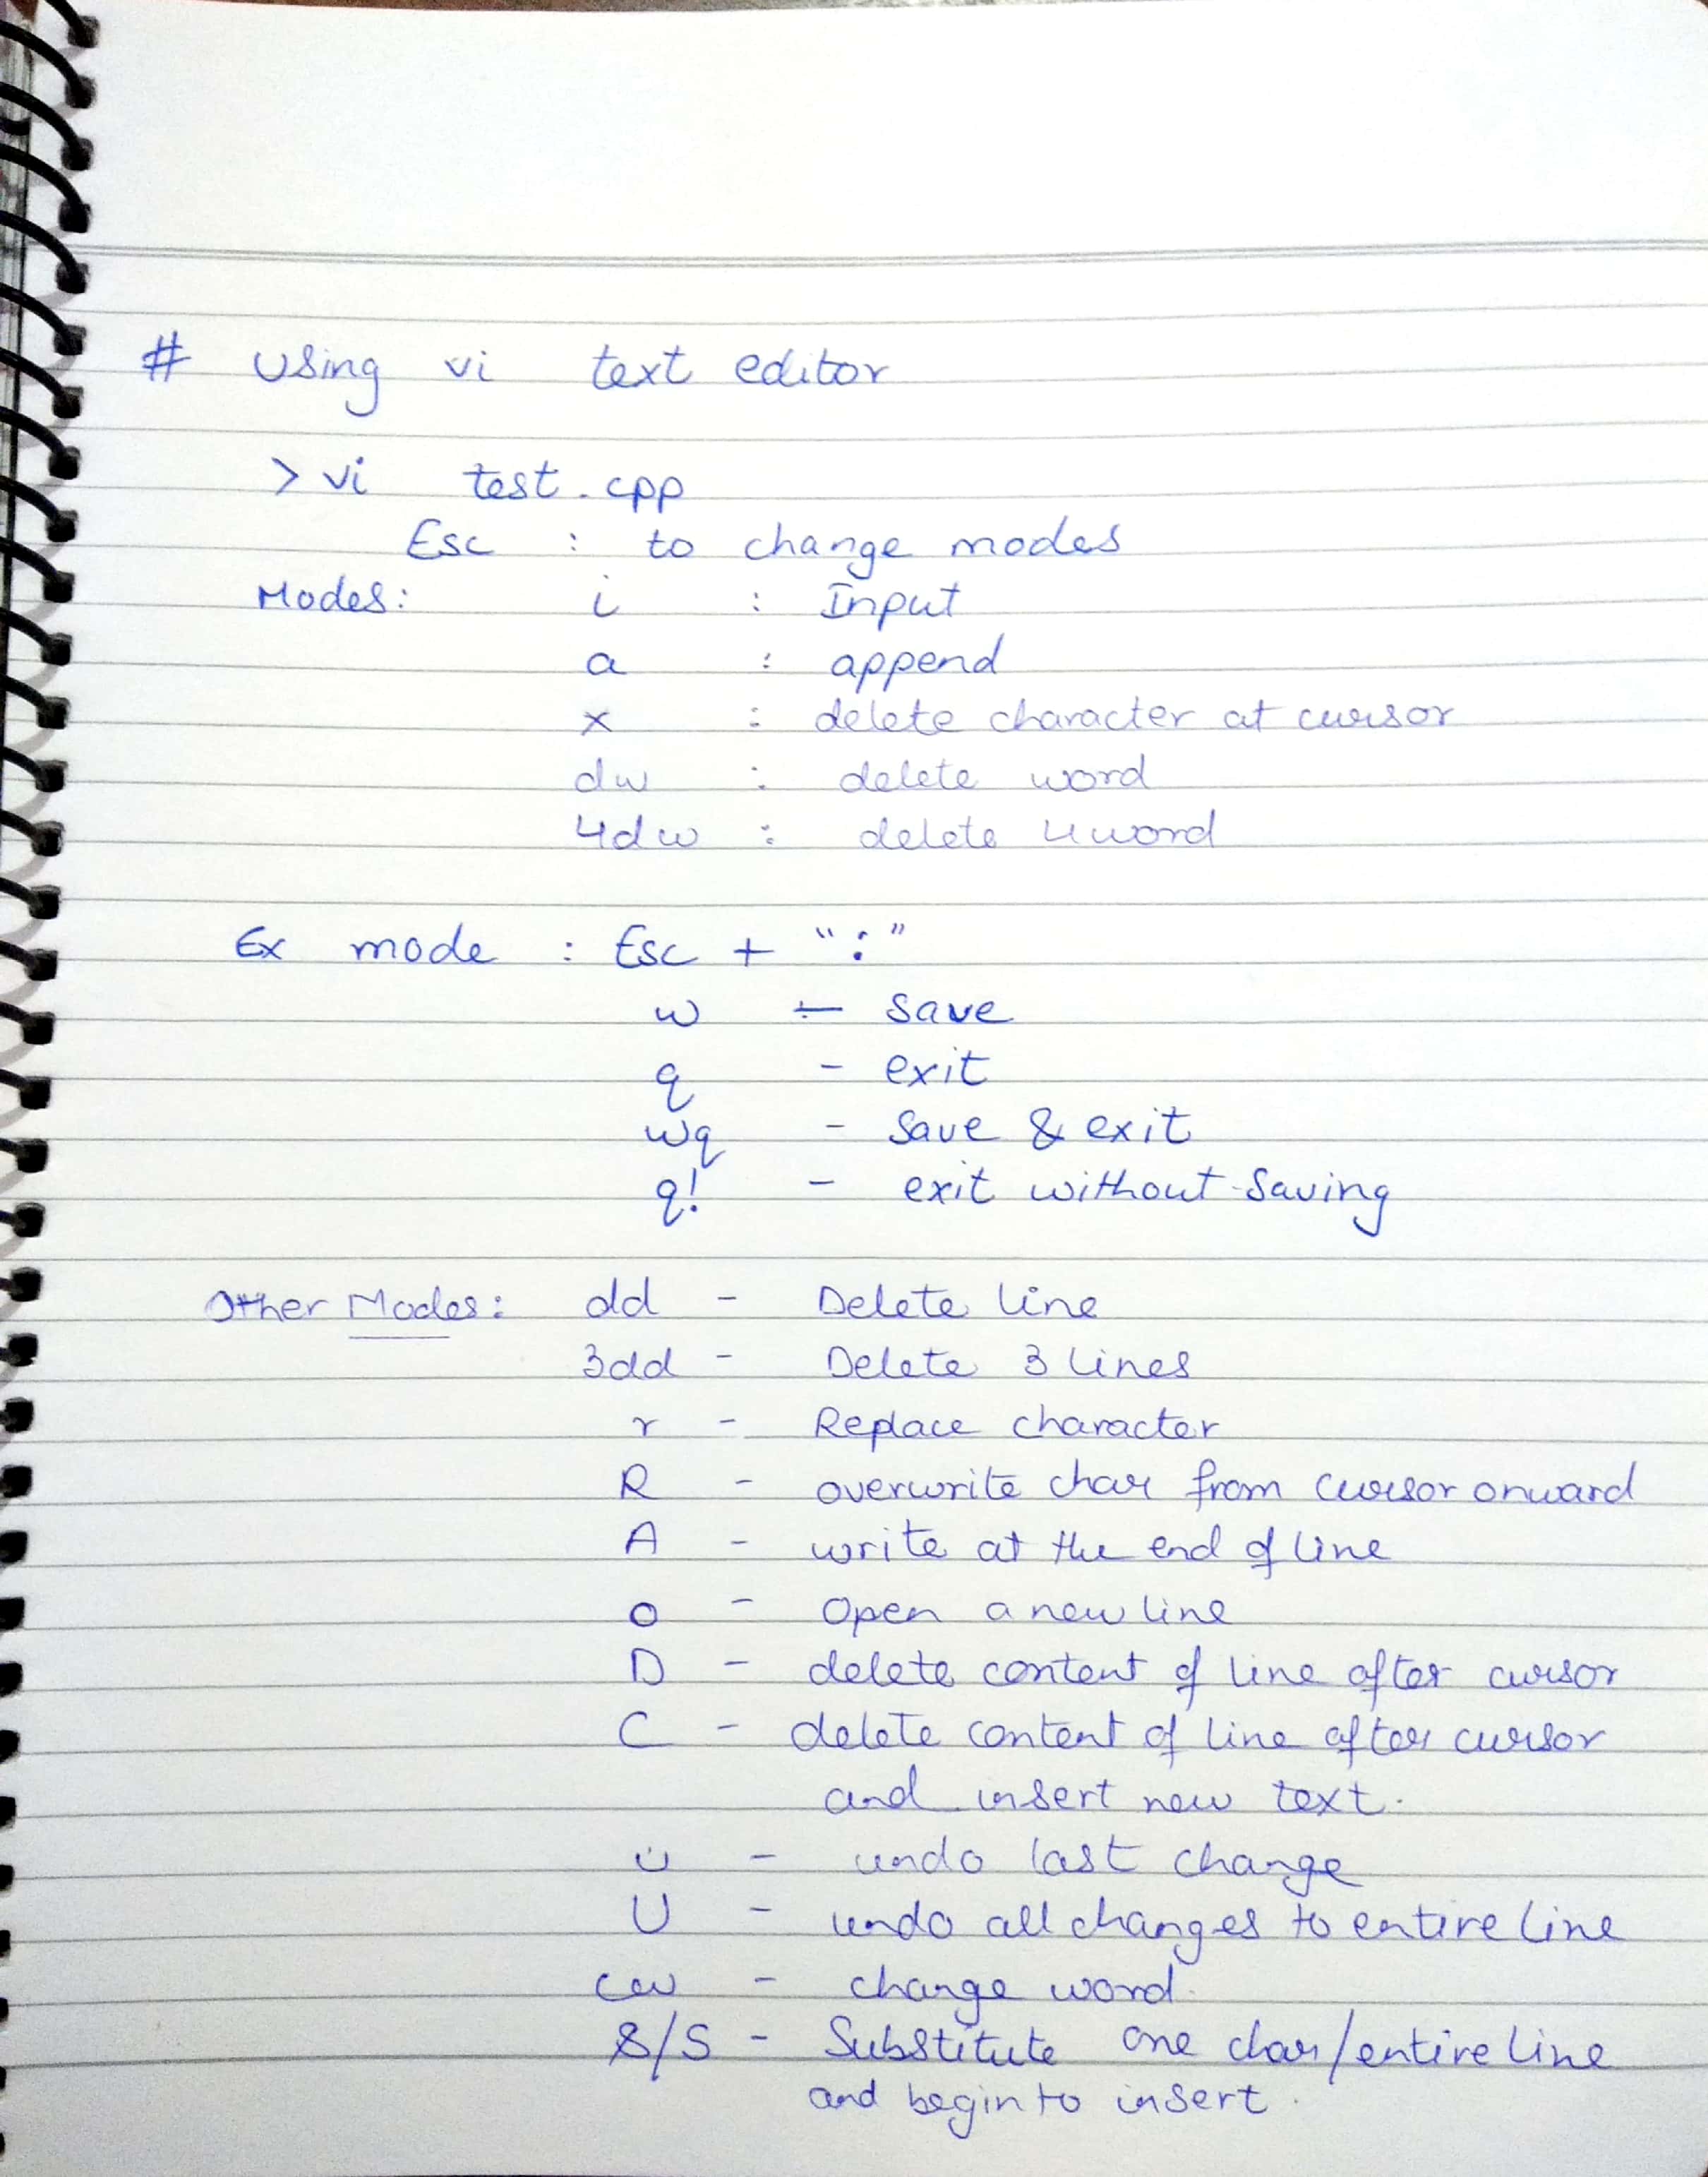 # Using vi text editor
> vi test.cpp
Esc : to change modes
Modes: i : Input
a : append
x : delete character at cursor
dw : delete word
4dw : delete 4 word
Ex mode : Esc + ":"
w - save
q - exit
wq - save & exit
q! - exit without saving
Other Modes: dd - Delete line
3dd - Delete 3 lines
r - Replace character
R - overwrite char from cursor onward
A - write at the end of line
o - Open a new line
D - delete content of line after cursor
C - delete content of line after cursor
and insert new text.
u - undo last change
U - undo all changes to entire line
cw - change word.
s/S - Substitute one char/entire line
and begin to insert.